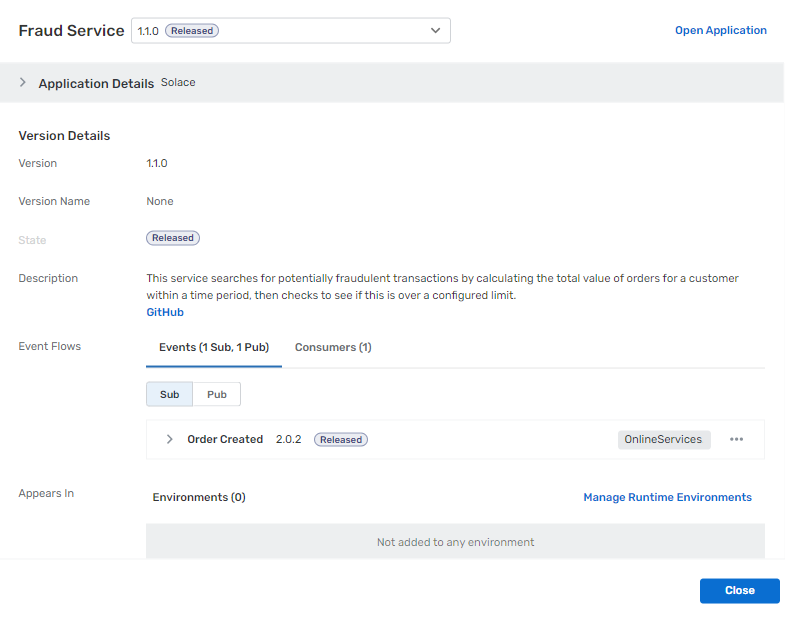 Fraud Service 1.1.0 Released Open Application
Application Details Solace
Version Details
Version 1.1.0
Version Name None
State Released
Description This service searches for potentially fraudulent transactions by calculating the total value of orders for a customer
within a time period, then checks to see if this is over a configured limit.
GitHub
Event Flows Events (1 Sub, 1 Pub) Consumers (1)
Sub Pub
Order Created 2.0.2 Released OnlineServices
Appears In Environments (0) Manage Runtime Environments
Not added to any environment
Close